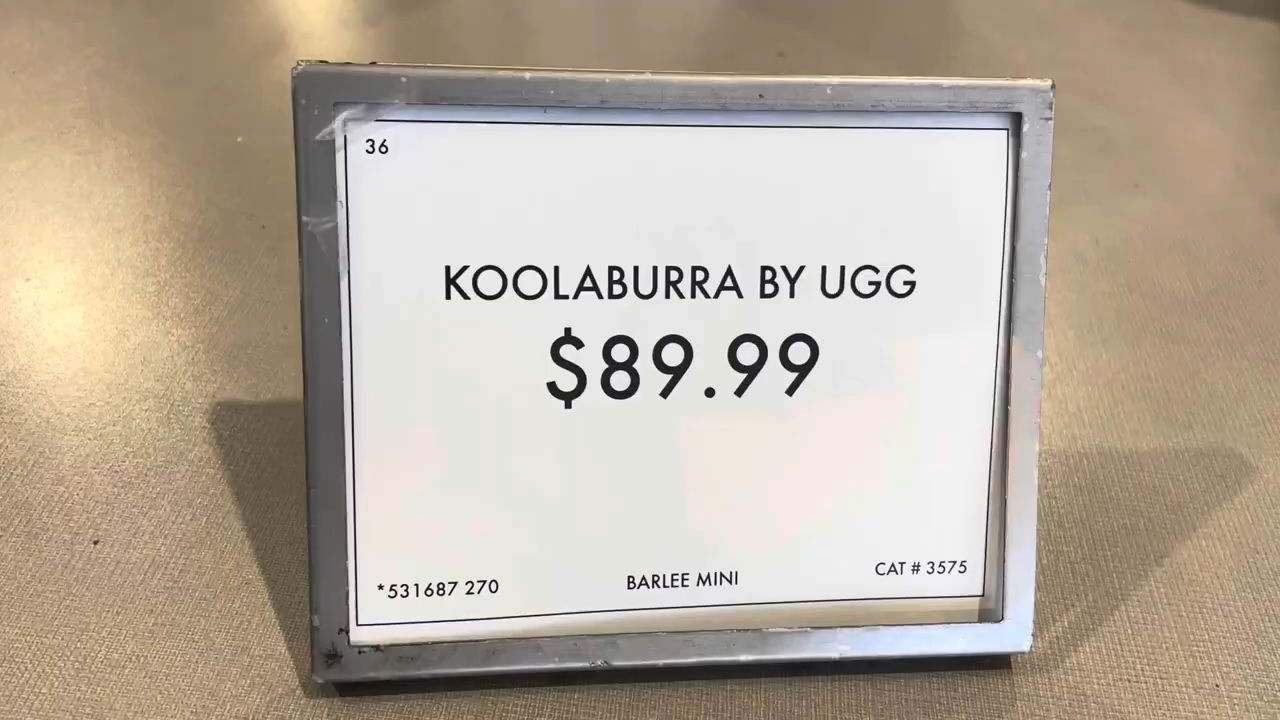 36
KOOLABURRA BY UGG
$89.99
*531687 270
BARLEE MINI
CAT # 3575